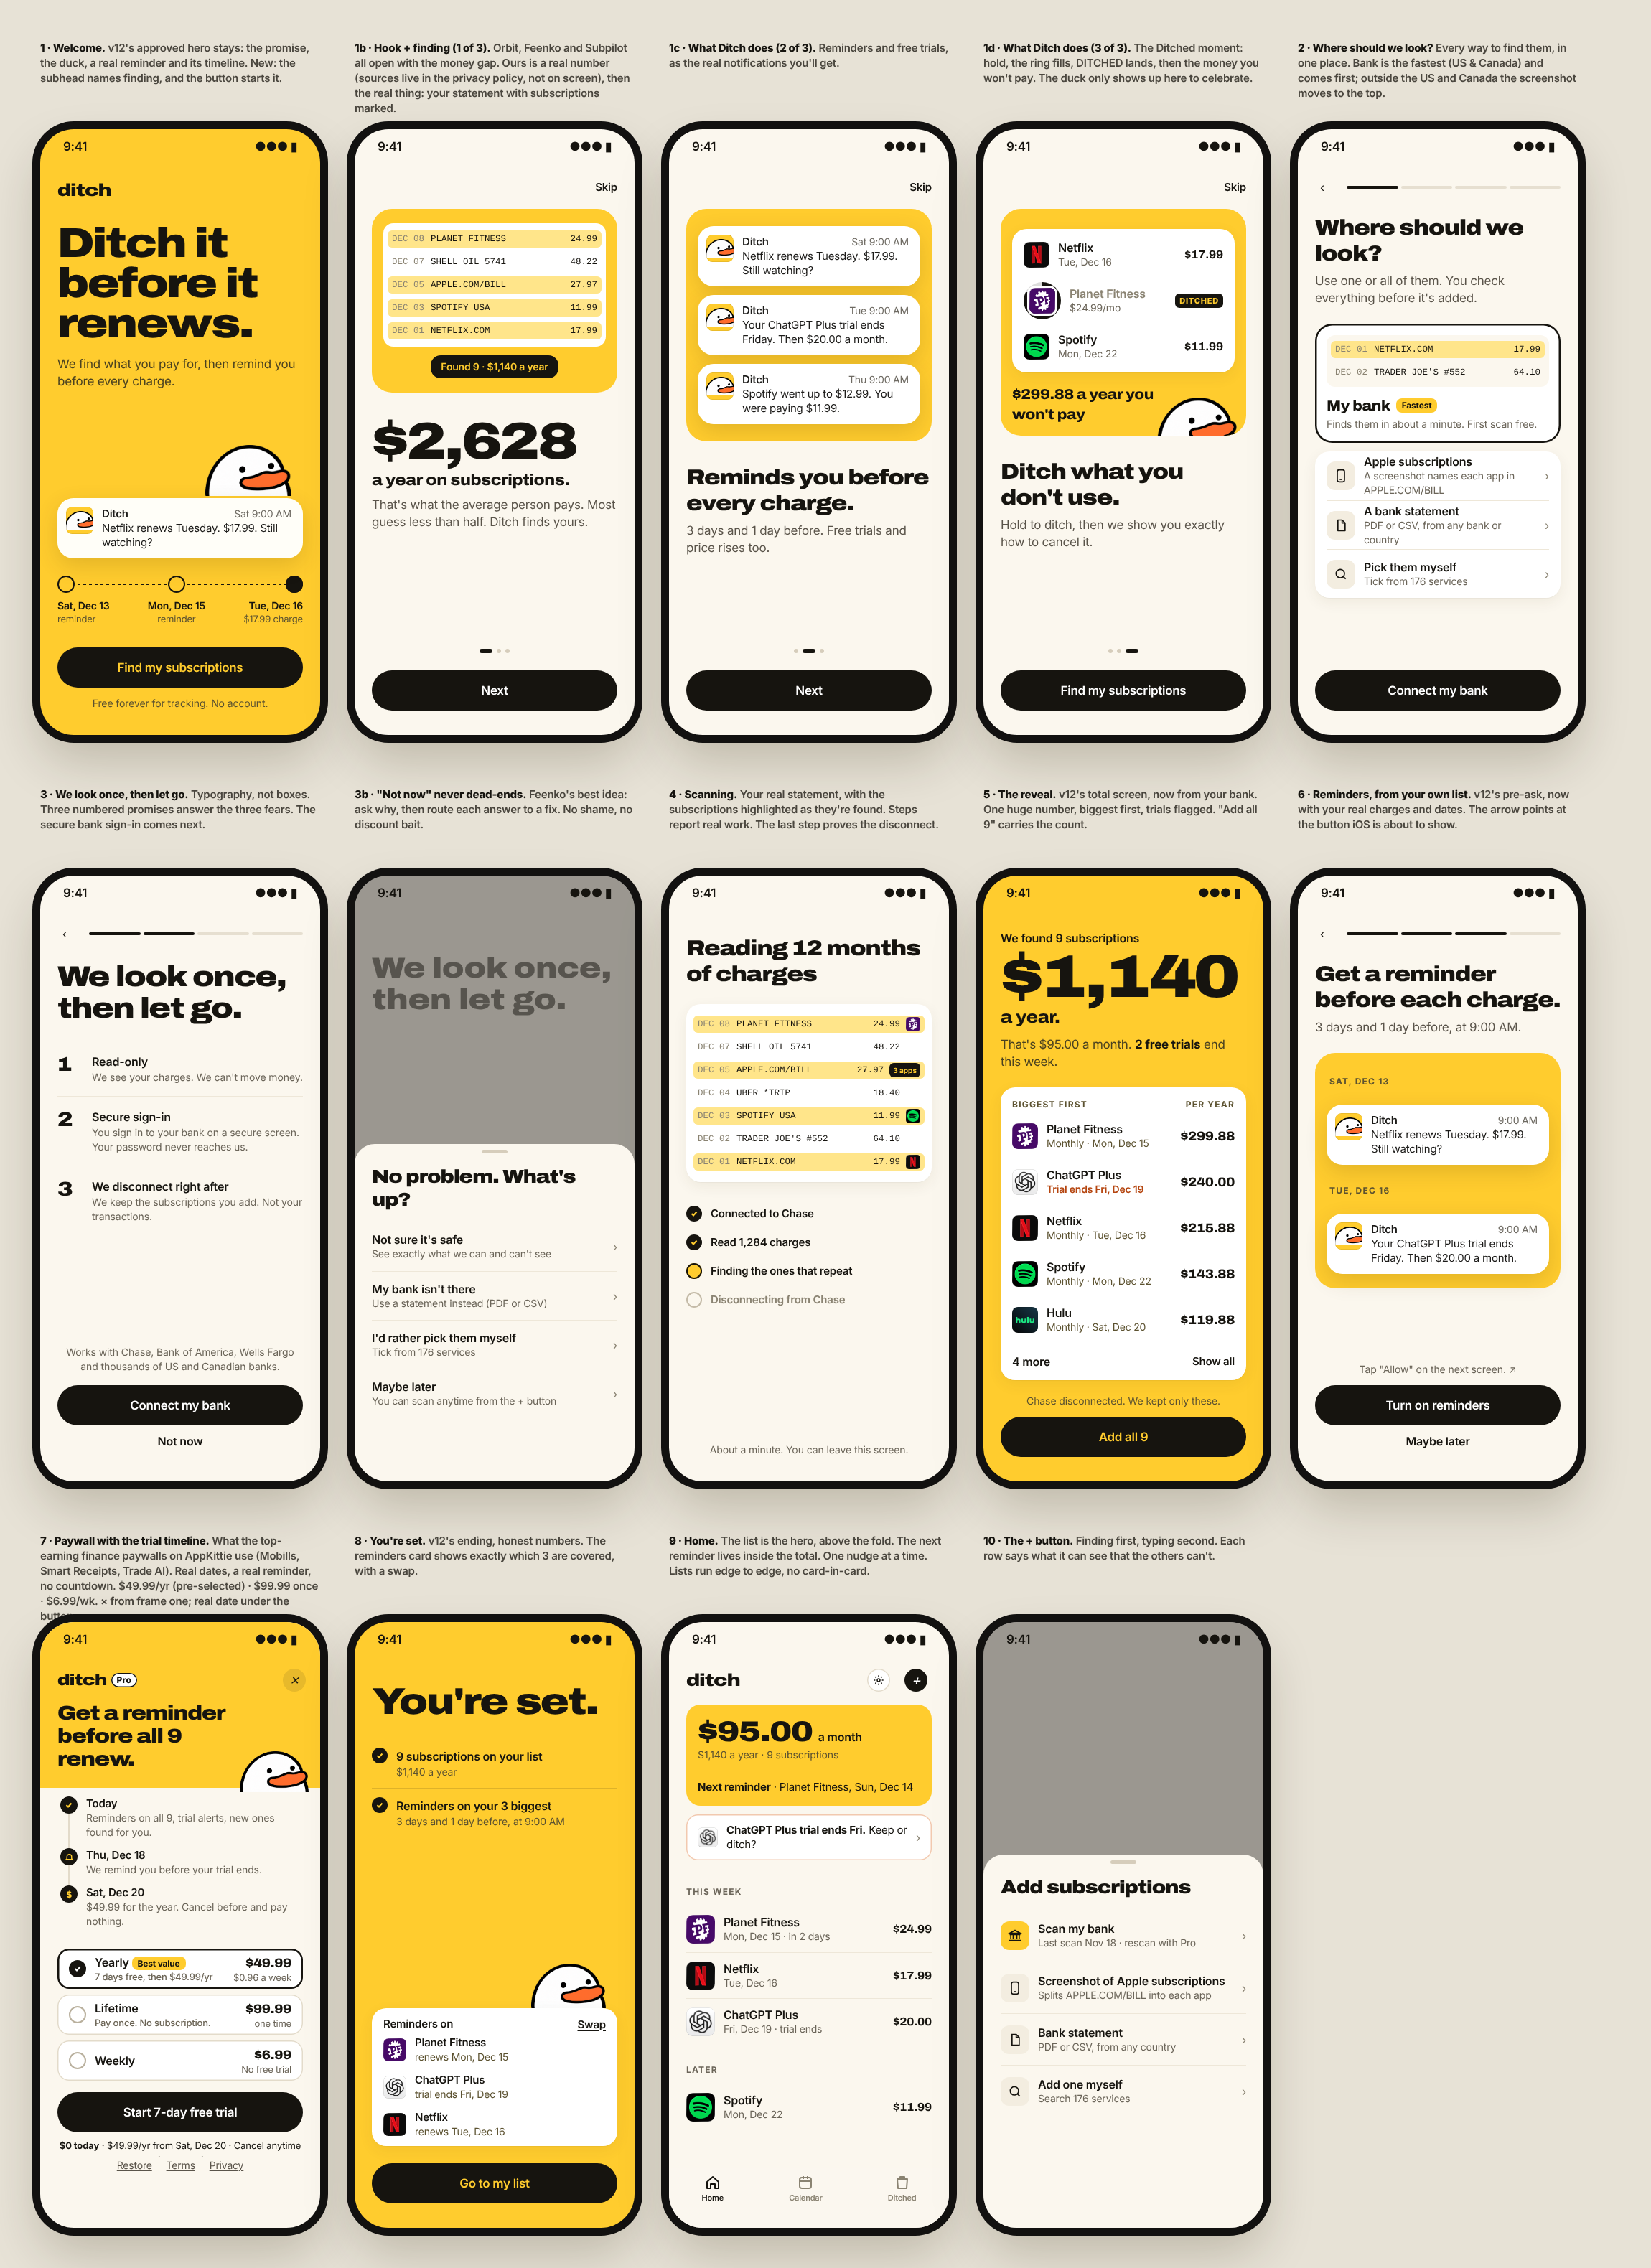 1 · Welcome. v12's approved hero stays: the promise,
the duck, a real reminder and its timeline. New: the
subhead names finding, and the button starts it.
9:41
ditch
Ditch it
before it
renews.
We find what you pay for, then remind you
before every charge.
Ditch
Sat 9:00 AM
Netflix renews Tuesday. $17.99. Still
watching?
Sat, Dec 13
reminder
Mon, Dec 15
reminder
Tue, Dec 16
$17.99 charge
Find my subscriptions
Free forever for tracking. No account.
1b · Hook + finding (1 of 3). Orbit, Feenko and Subpilot
all open with the money gap. Ours is a real number
(sources live in the privacy policy, not on screen), then
the real thing: your statement with subscriptions
marked.
9:41
Skip
DEC 08 PLANET FITNESS 24.99
DEC 07 SHELL OIL 5741 48.22
DEC 05 APPLE.COM/BILL 27.97
DEC 03 SPOTIFY USA 11.99
DEC 01 NETFLIX.COM 17.99
Found 9 · $1,140 a year
$2,628
a year on subscriptions.
That's what the average person pays. Most
guess less than half. Ditch finds yours.
Next
1c · What Ditch does (2 of 3). Reminders and free trials,
as the real notifications you'll get.
9:41
Skip
Ditch
Sat 9:00 AM
Netflix renews Tuesday. $17.99.
Still watching?
Ditch
Tue 9:00 AM
Your ChatGPT Plus trial ends
Friday. Then $20.00 a month.
Ditch
Thu 9:00 AM
Spotify went up to $12.99. You
were paying $11.99.
Reminds you before
every charge.
3 days and 1 day before. Free trials and
price rises too.
Next
1d · What Ditch does (3 of 3). The Ditched moment:
hold, the ring fills, DITCHED lands, then the money you
won't pay. The duck only shows up here to celebrate.
9:41
Skip
Netflix
Tue, Dec 16
$17.99
Planet Fitness
$24.99/mo
DITCHED
Spotify
Mon, Dec 22
$11.99
$299.88 a year you
won't pay
Ditch what you
don't use.
Hold to ditch, then we show you exactly
how to cancel it.
Find my subscriptions
2 · Where should we look? Every way to find them, in
one place. Bank is the fastest (US & Canada) and
comes first; outside the US and Canada the screenshot
moves to the top.
9:41
Where should we
look?
Use one or all of them. You check
everything before it's added.
DEC 01 NETFLIX.COM 17.99
DEC 02 TRADER JOE'S #552 64.10
My bank Fastest
Finds them in about a minute. First scan free.
Apple subscriptions
A screenshot names each app in
APPLE.COM/BILL
A bank statement
PDF or CSV, from any bank or
country
Pick them myself
Tick from 176 services
Connect my bank
3 · We look once, then let go. Typography, not boxes.
Three numbered promises answer the three fears. The
secure bank sign-in comes next.
9:41
We look once,
then let go.
1
Read-only
We see your charges. We can't move money.
2
Secure sign-in
You sign in to your bank on a secure screen.
Your password never reaches us.
3
We disconnect right after
We keep the subscriptions you add. Not your
transactions.
Works with Chase, Bank of America, Wells Fargo
and thousands of US and Canadian banks.
Connect my bank
Not now
3b · "Not now" never dead-ends. Feenko's best idea:
ask why, then route each answer to a fix. No shame, no
discount bait.
9:41
We look once,
then let go.
No problem. What's
up?
Not sure it's safe
See exactly what we can and can't see
My bank isn't there
Use a statement instead (PDF or CSV)
I'd rather pick them myself
Tick from 176 services
Maybe later
You can scan anytime from the + button
4 · Scanning. Your real statement, with the
subscriptions highlighted as they're found. Steps
report real work. The last step proves the disconnect.
9:41
Reading 12 months
of charges
DEC 08 PLANET FITNESS 24.99
DEC 07 SHELL OIL 5741 48.22
DEC 05 APPLE.COM/BILL 27.97 3 apps
DEC 04 UBER *TRIP 18.40
DEC 03 SPOTIFY USA 11.99
DEC 02 TRADER JOE'S #552 64.10
DEC 01 NETFLIX.COM 17.99
Connected to Chase
Read 1,284 charges
Finding the ones that repeat
Disconnecting from Chase
About a minute. You can leave this screen.
5 · The reveal. v12's total screen, now from your bank.
One huge number, biggest first, trials flagged. "Add all
9" carries the count.
9:41
We found 9 subscriptions
$1,140
a year.
That's $95.00 a month. 2 free trials end
this week.
BIGGEST FIRST
PER YEAR
Planet Fitness
Monthly · Mon, Dec 15
$299.88
ChatGPT Plus
Trial ends Fri, Dec 19
$240.00
Netflix
Monthly · Tue, Dec 16
$215.88
Spotify
Monthly · Mon, Dec 22
$143.88
hulu
Hulu
Monthly · Sat, Dec 20
$119.88
4 more
Show all
Chase disconnected. We kept only these.
Add all 9
6 · Reminders, from your own list. v12's pre-ask, now
with your real charges and dates. The arrow points at
the button iOS is about to show.
9:41
Get a reminder
before each charge.
3 days and 1 day before, at 9:00 AM.
SAT, DEC 13
Ditch
9:00 AM
Netflix renews Tuesday. $17.99.
Still watching?
TUE, DEC 16
Ditch
9:00 AM
Your ChatGPT Plus trial ends
Friday. Then $20.00 a month.
Tap "Allow" on the next screen. ↗
Turn on reminders
Maybe later
7 · Paywall with the trial timeline. What the top-
earning finance paywalls on AppKittie use (Mobills,
Smart Receipts, Trade AI). Real dates, a real reminder,
no countdown. $49.99/yr (pre-selected) · $99.99 once
· $6.99/wk. × from frame one; real date under the
9:41
ditch Pro
×
Get a reminder
before all 9
renew.
Today
Reminders on all 9, trial alerts, new ones
found for you.
Thu, Dec 18
We remind you before your trial ends.
$
Sat, Dec 20
$49.99 for the year. Cancel before and pay
nothing.
Yearly Best value
7 days free, then $49.99/yr
$49.99
$0.96 a week
Lifetime
Pay once. No subscription.
$99.99
one time
Weekly
$6.99
No free trial
Start 7-day free trial
$0 today · $49.99/yr from Sat, Dec 20 · Cancel anytime
Restore Terms Privacy
8 · You're set. v12's ending, honest numbers. The
reminders card shows exactly which 3 are covered,
with a swap.
9:41
You're set.
9 subscriptions on your list
$1,140 a year
Reminders on your 3 biggest
3 days and 1 day before, at 9:00 AM
Reminders on
Swap
Planet Fitness
renews Mon, Dec 15
ChatGPT Plus
trial ends Fri, Dec 19
Netflix
renews Tue, Dec 16
Go to my list
9 · Home. The list is the hero, above the fold. The next
reminder lives inside the total. One nudge at a time.
Lists run edge to edge, no card-in-card.
9:41
ditch
+
$95.00 a month
$1,140 a year · 9 subscriptions
Next reminder · Planet Fitness, Sun, Dec 14
ChatGPT Plus trial ends Fri. Keep or
ditch?
THIS WEEK
Planet Fitness
Mon, Dec 15 · in 2 days
$24.99
Netflix
Tue, Dec 16
$17.99
ChatGPT Plus
Fri, Dec 19 · trial ends
$20.00
LATER
Spotify
Mon, Dec 22
$11.99
Home
Calendar
Ditched
10 · The + button. Finding first, typing second. Each
row says what it can see that the others can't.
9:41
Add subscriptions
Scan my bank
Last scan Nov 18 · rescan with Pro
Screenshot of Apple subscriptions
Splits APPLE.COM/BILL into each app
Bank statement
PDF or CSV, from any country
Add one myself
Search 176 services